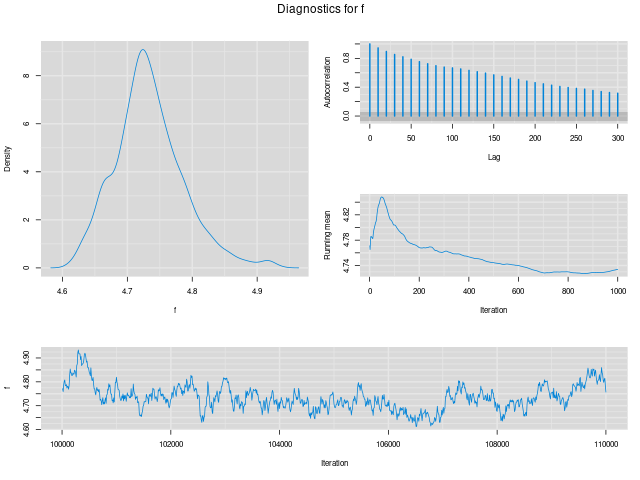 Diagnostics for f
Density
0 2 4 6 8
4.6 4.7 4.8 4.9
f
Autocorrelation
0.0 0.4 0.8
0 50 100 150 200 250 300
Lag
Running mean
4.74 4.78 4.82
0 200 400 600 800 1000
Iteration
f
4.60 4.70 4.80 4.90
100000 102000 104000 106000 108000 110000
Iteration